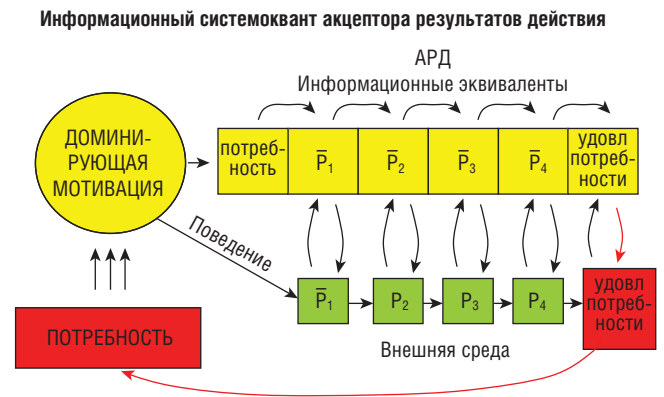 Информационный системоквант акцептора результатов действия
АРД
Информационные эквиваленты
ДОМИНИ-
РУЮЩАЯ
МОТИВАЦИЯ
потреб-
ность
P̅₁
P̅₂
P̅₃
P̅₄
удовл
потреб-
ности
Поведение
P̅₁
P₂
P₃
P₄
удовл
потреб-
ности
ПОТРЕБНОСТЬ
Внешняя среда